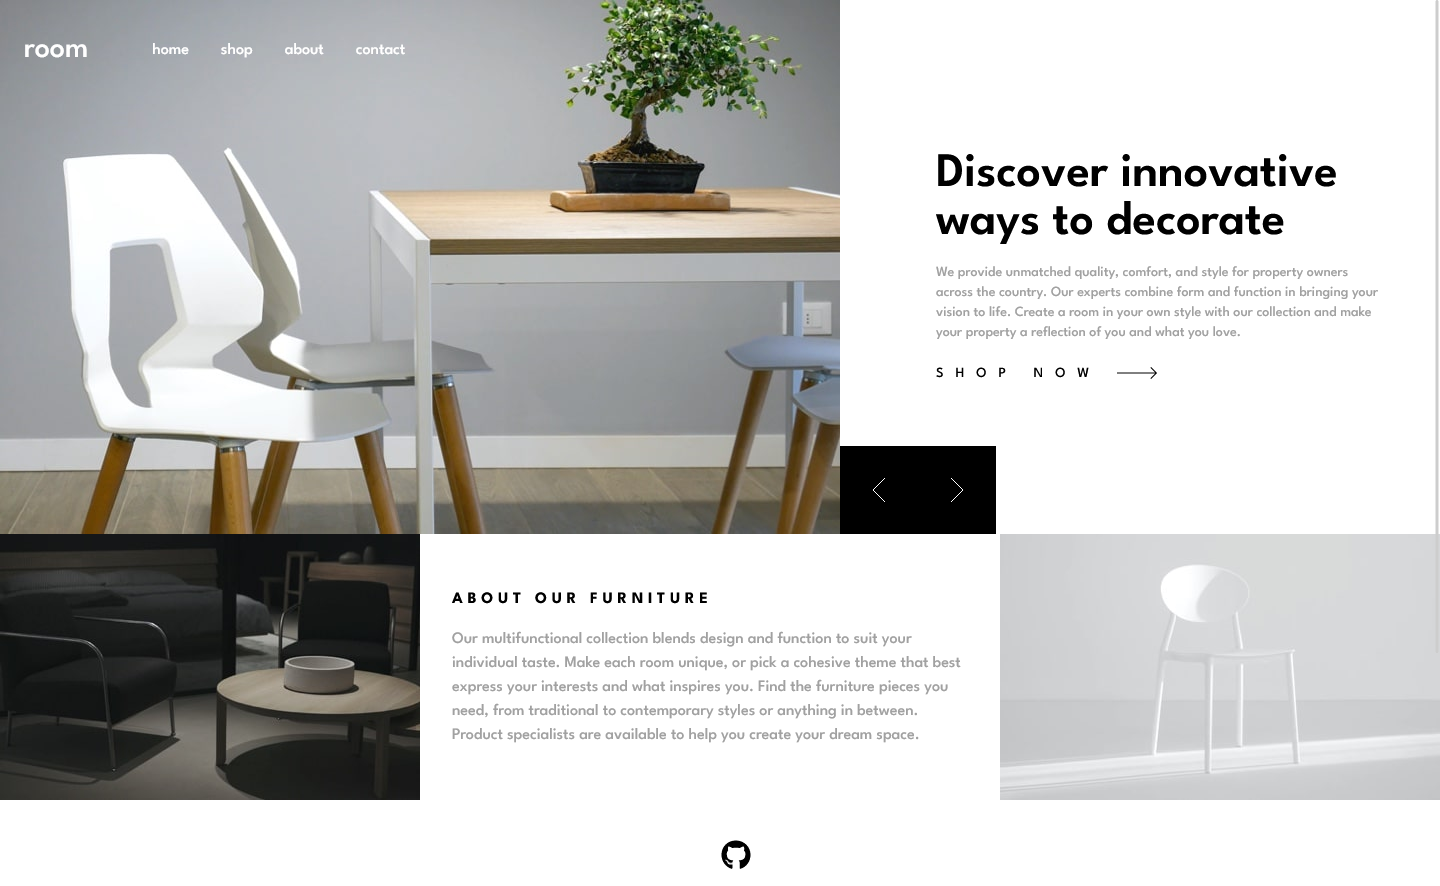 room
home shop about contact
Discover innovative
ways to decorate
We provide unmatched quality, comfort, and style for property owners
across the country. Our experts combine form and function in bringing your
vision to life. Create a room in your own style with our collection and make
your property a reflection of you and what you love.
SHOP NOW
ABOUT OUR FURNITURE
Our multifunctional collection blends design and function to suit your
individual taste. Make each room unique, or pick a cohesive theme that best
express your interests and what inspires you. Find the furniture pieces you
need, from traditional to contemporary styles or anything in between.
Product specialists are available to help you create your dream space.